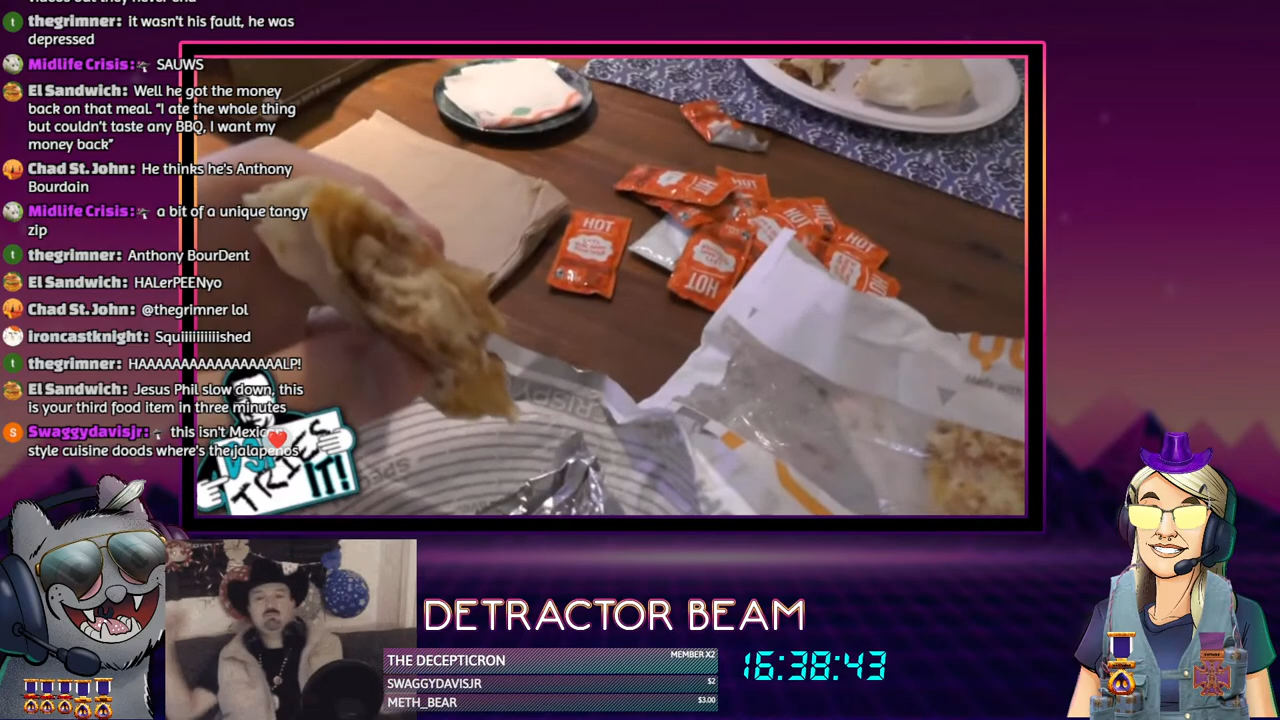 thegrimner: it wasn't his fault, he was
depressed
Midlife Crisis: SAUWS
El Sandwich: Well he got the money
back on that meal. "I ate the whole thing
but couldn't taste any BBQ, I want my
money back"
Chad St. John: He thinks he's Anthony
Bourdain
Midlife Crisis: a bit of a unique tangy
zip
thegrimner: Anthony BourDent
El Sandwich: HALerPEENyo
Chad St. John: @thegrimner lol
ironcastknight: Squiiiiiiiiiished
thegrimner: HAAAAAAAAAAAAAAAALP!
El Sandwich: Jesus Phil slow down, this
is your third food item in three minutes
Swaggydavisjr: this isn't Mexican
style cuisine doods where's the jalapenos
HOT
HOT
HOT
HOT
HOT
DSP
TRIES
IT!
DETRACTOR BEAM
THE DECEPTICRON MEMBER X2
SWAGGYDAVISJR $2
METH_BEAR $3.00
16:38:43